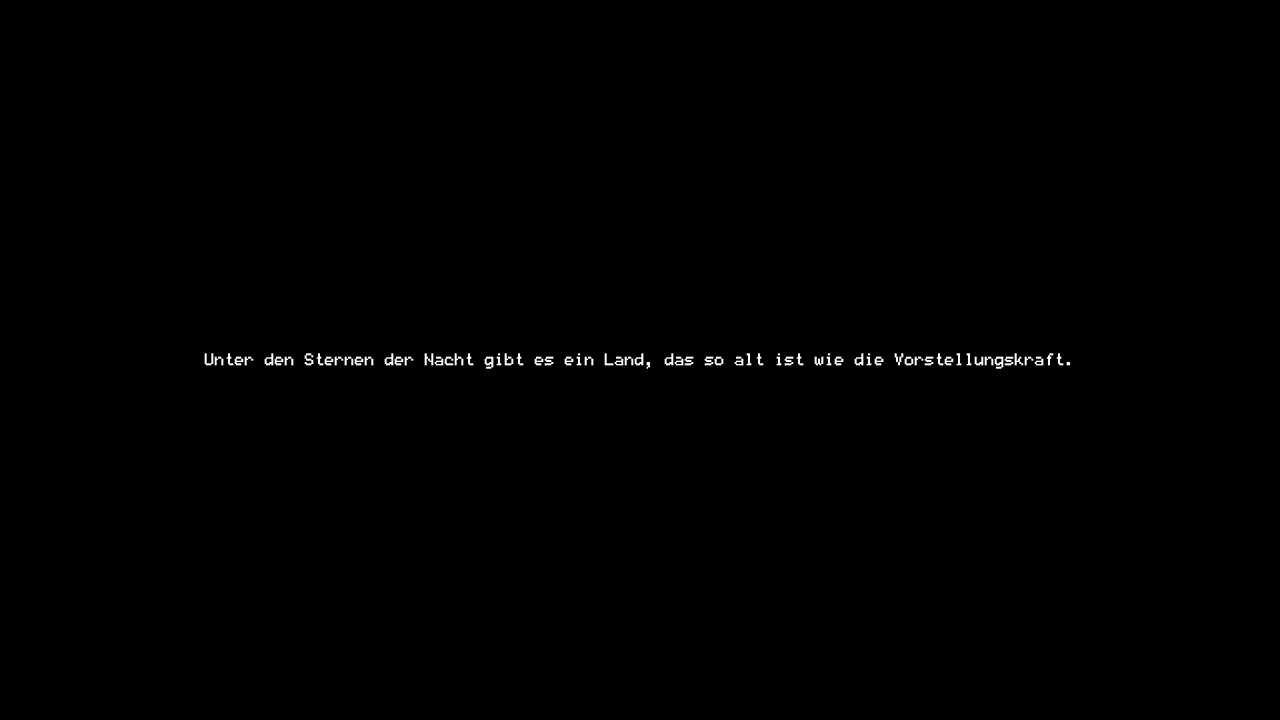 Unter den Sternen der Nacht gibt es ein Land, das so alt ist wie die Vorstellungskraft.